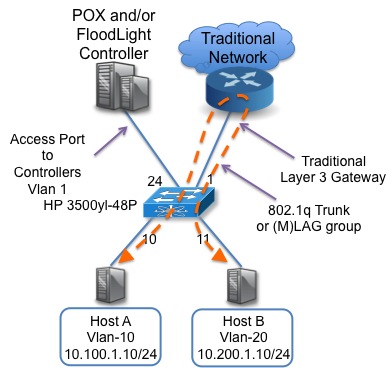 POX and/or
FloodLight
Controller
Traditional
Network
Access Port
to
Controllers
Vlan 1
HP 3500yl-48P
24
1
Traditional
Layer 3 Gateway
802.1q Trunk
or (M)LAG group
10
11
Host A
Vlan-10
10.100.1.10/24
Host B
Vlan-20
10.200.1.10/24